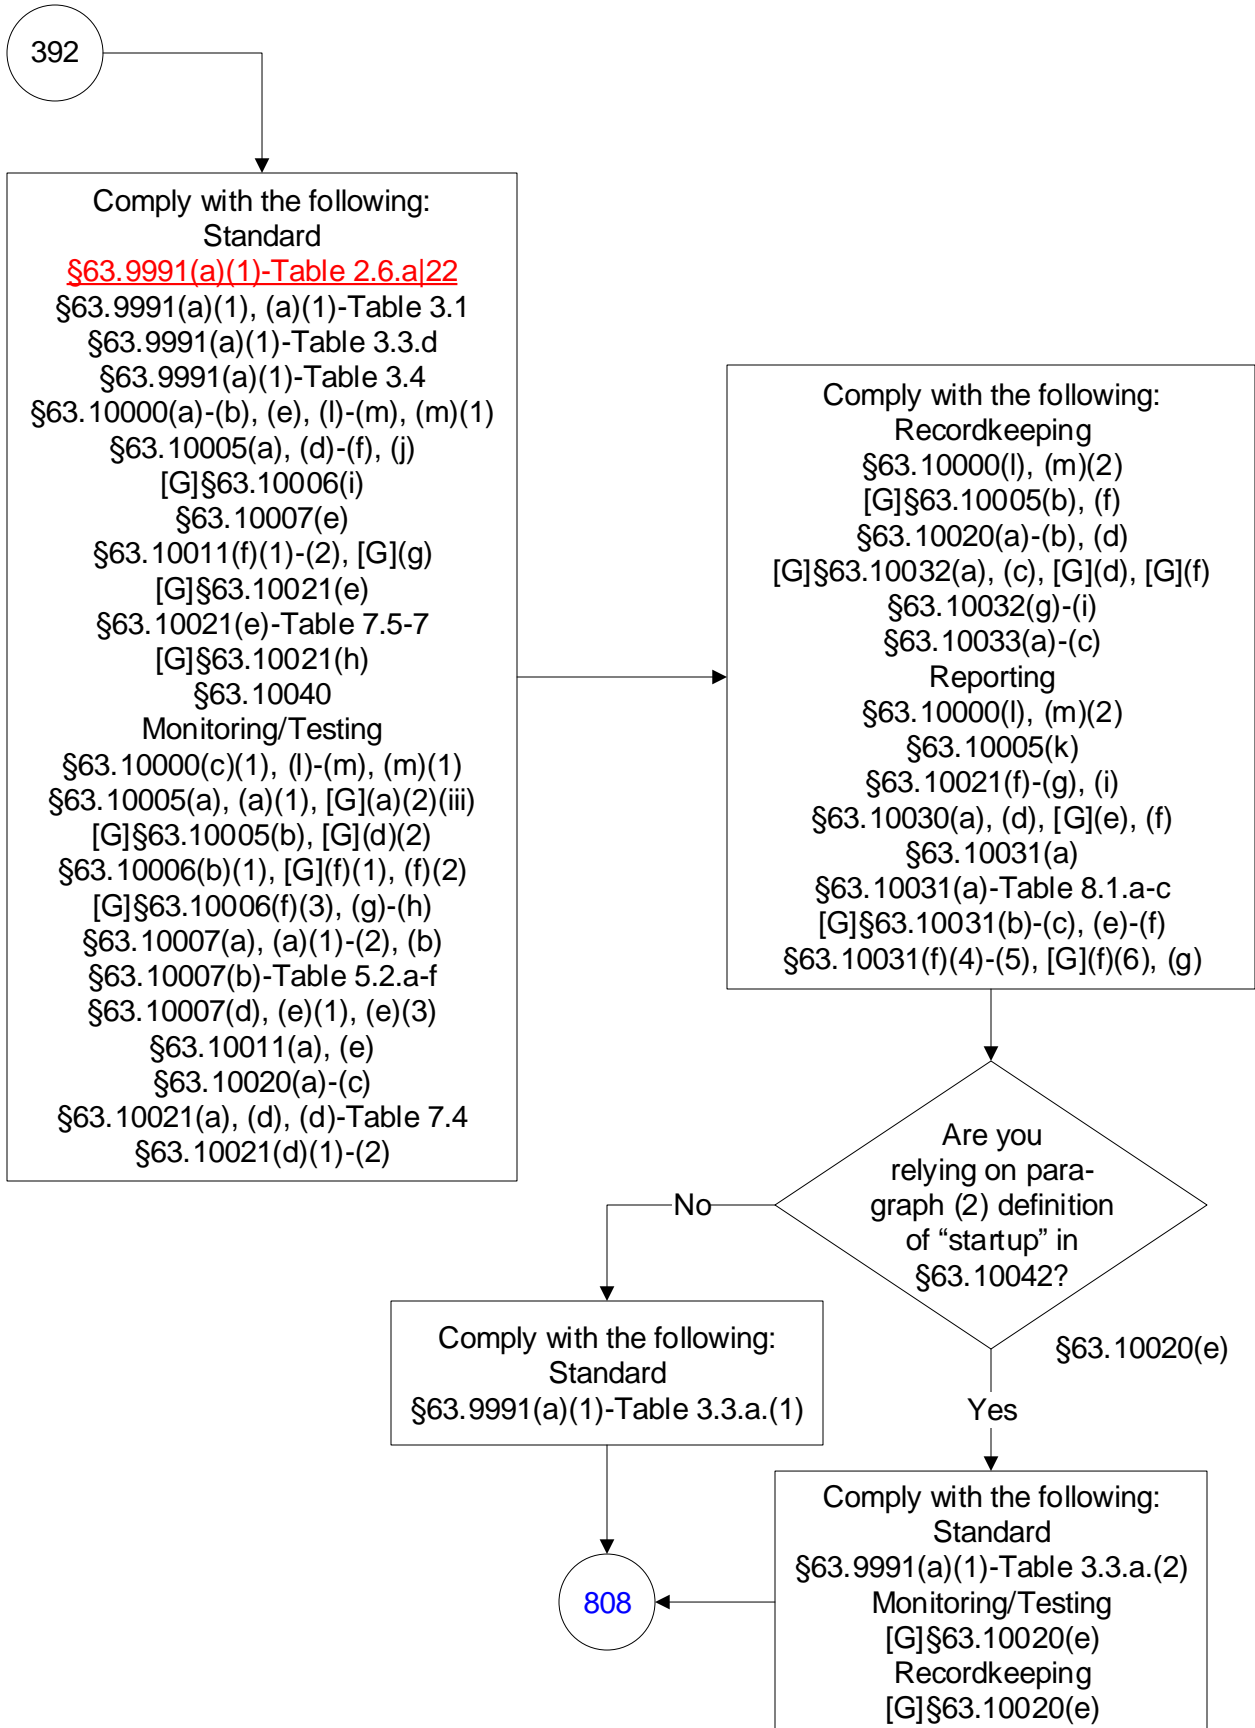 392
Comply with the following:
Standard
§63.9991(a)(1)-Table 2.6.a|22
§63.9991(a)(1), (a)(1)-Table 3.1
§63.9991(a)(1)-Table 3.3.d
§63.9991(a)(1)-Table 3.4
§63.10000(a)-(b), (e), (l)-(m), (m)(1)
§63.10005(a), (d)-(f), (j)
[G]§63.10006(i)
§63.10007(e)
§63.10011(f)(1)-(2), [G](g)
[G]§63.10021(e)
§63.10021(e)-Table 7.5-7
[G]§63.10021(h)
§63.10040
Monitoring/Testing
§63.10000(c)(1), (l)-(m), (m)(1)
§63.10005(a), (a)(1), [G](a)(2)(iii)
[G]§63.10005(b), [G](d)(2)
§63.10006(b)(1), [G](f)(1), (f)(2)
[G]§63.10006(f)(3), (g)-(h)
§63.10007(a), (a)(1)-(2), (b)
§63.10007(b)-Table 5.2.a-f
§63.10007(d), (e)(1), (e)(3)
§63.10011(a), (e)
§63.10020(a)-(c)
§63.10021(a), (d), (d)-Table 7.4
§63.10021(d)(1)-(2)
Comply with the following:
Recordkeeping
§63.10000(l), (m)(2)
[G]§63.10005(b), (f)
§63.10020(a)-(b), (d)
[G]§63.10032(a), (c), [G](d), [G](f)
§63.10032(g)-(i)
§63.10033(a)-(c)
Reporting
§63.10000(l), (m)(2)
§63.10005(k)
§63.10021(f)-(g), (i)
§63.10030(a), (d), [G](e), (f)
§63.10031(a)
§63.10031(a)-Table 8.1.a-c
[G]§63.10031(b)-(c), (e)-(f)
§63.10031(f)(4)-(5), [G](f)(6), (g)
Are you
relying on para-
graph (2) definition
of “startup” in
§63.10042?
§63.10020(e)
No
Comply with the following:
Standard
§63.9991(a)(1)-Table 3.3.a.(1)
Yes
Comply with the following:
Standard
§63.9991(a)(1)-Table 3.3.a.(2)
Monitoring/Testing
[G]§63.10020(e)
Recordkeeping
[G]§63.10020(e)
808